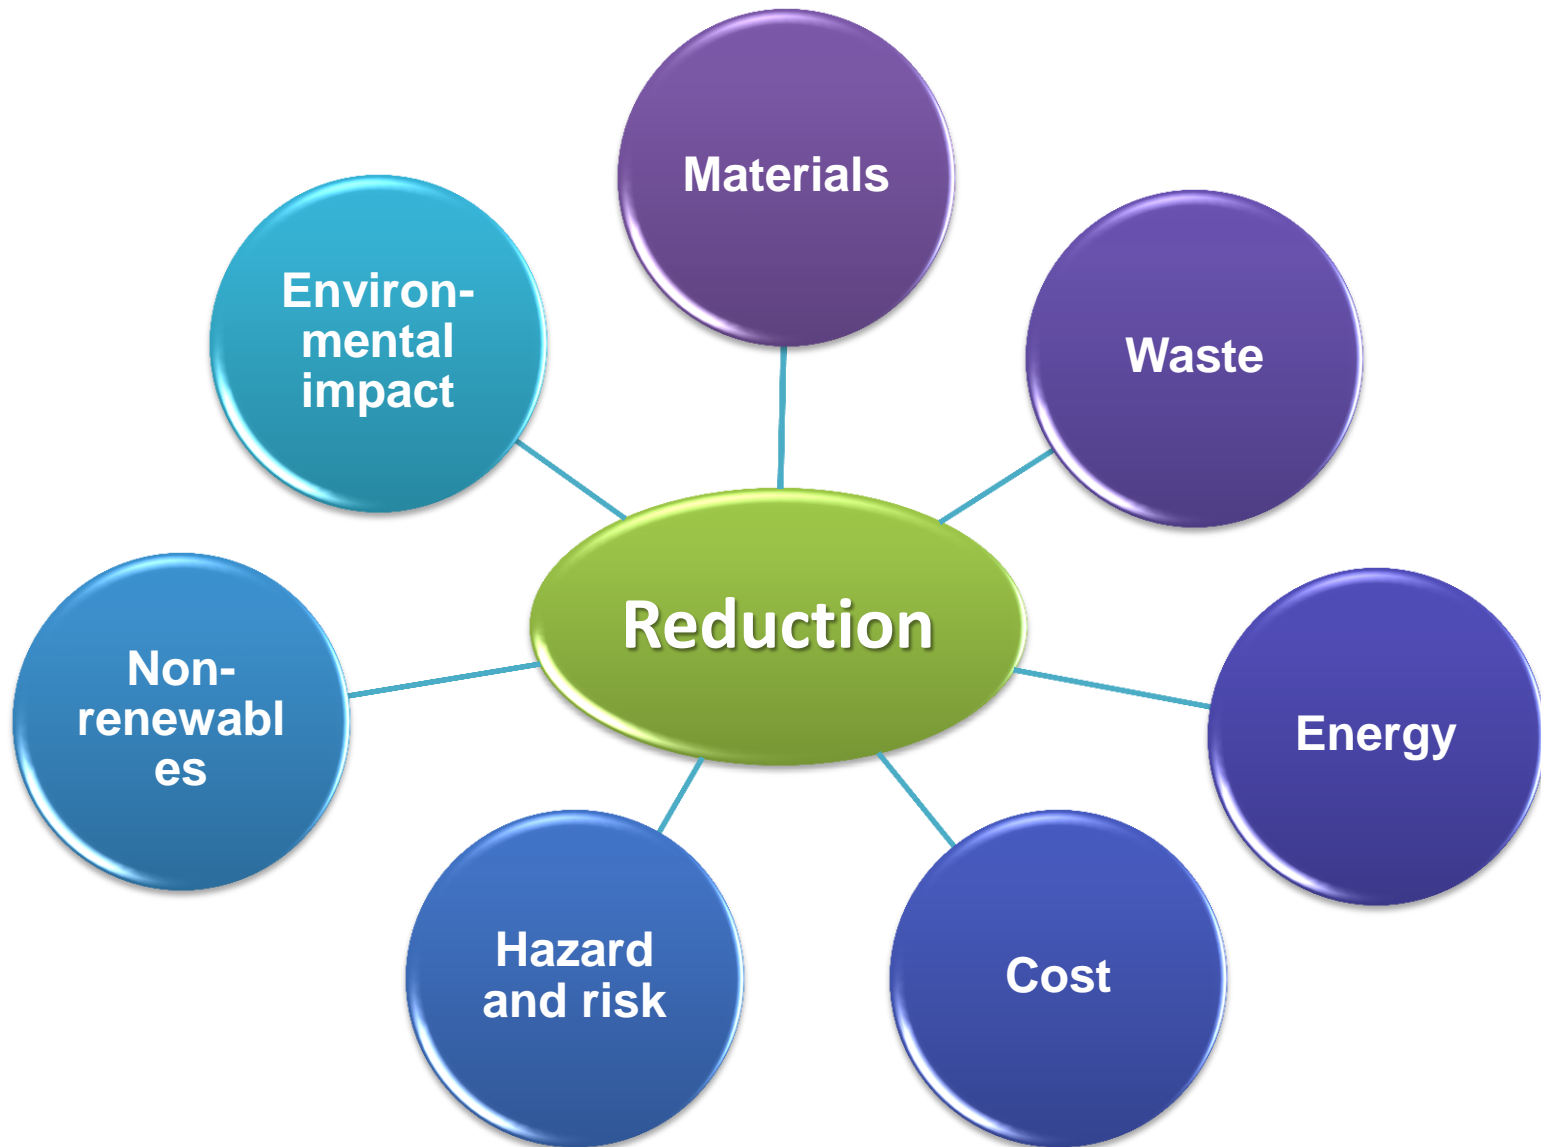 Materials
Waste
Environ-
mental
impact
Reduction
Non-
renewabl
es
Energy
Hazard
and risk
Cost